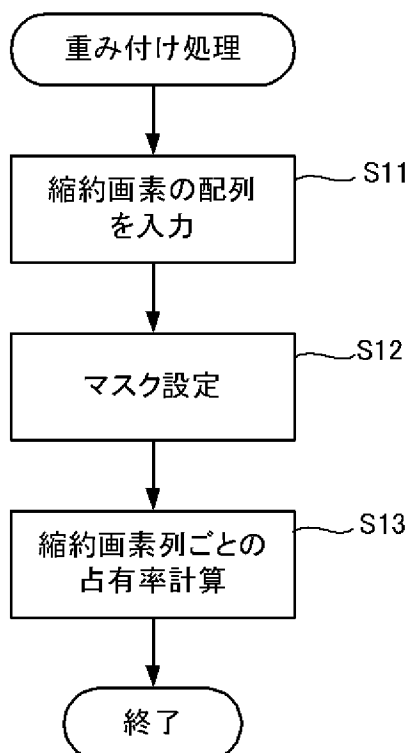 重み付け処理
縮約画素の配列
を入力
S11
マスク設定
S12
縮約画素列ごとの
占有率計算
S13
終了